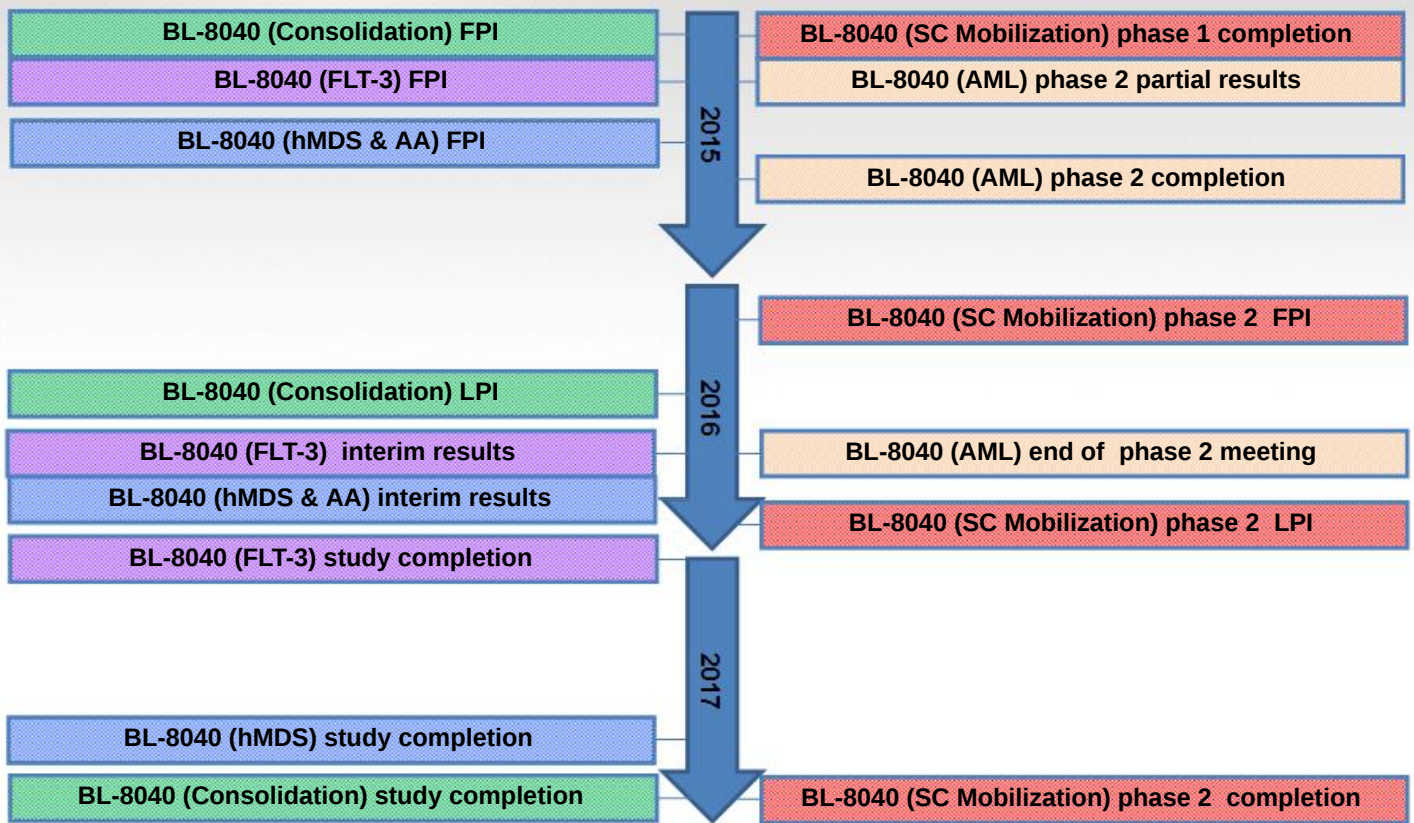 BL-8040 (Consolidation) FPI
BL-8040 (SC Mobilization) phase 1 completion
BL-8040 (FLT-3) FPI
BL-8040 (AML) phase 2 partial results
2015
BL-8040 (hMDS & AA) FPI
BL-8040 (AML) phase 2 completion
BL-8040 (SC Mobilization) phase 2 FPI
2016
BL-8040 (Consolidation) LPI
BL-8040 (FLT-3) interim results
BL-8040 (AML) end of phase 2 meeting
BL-8040 (hMDS & AA) interim results
BL-8040 (SC Mobilization) phase 2 LPI
BL-8040 (FLT-3) study completion
2017
BL-8040 (hMDS) study completion
BL-8040 (Consolidation) study completion
BL-8040 (SC Mobilization) phase 2 completion